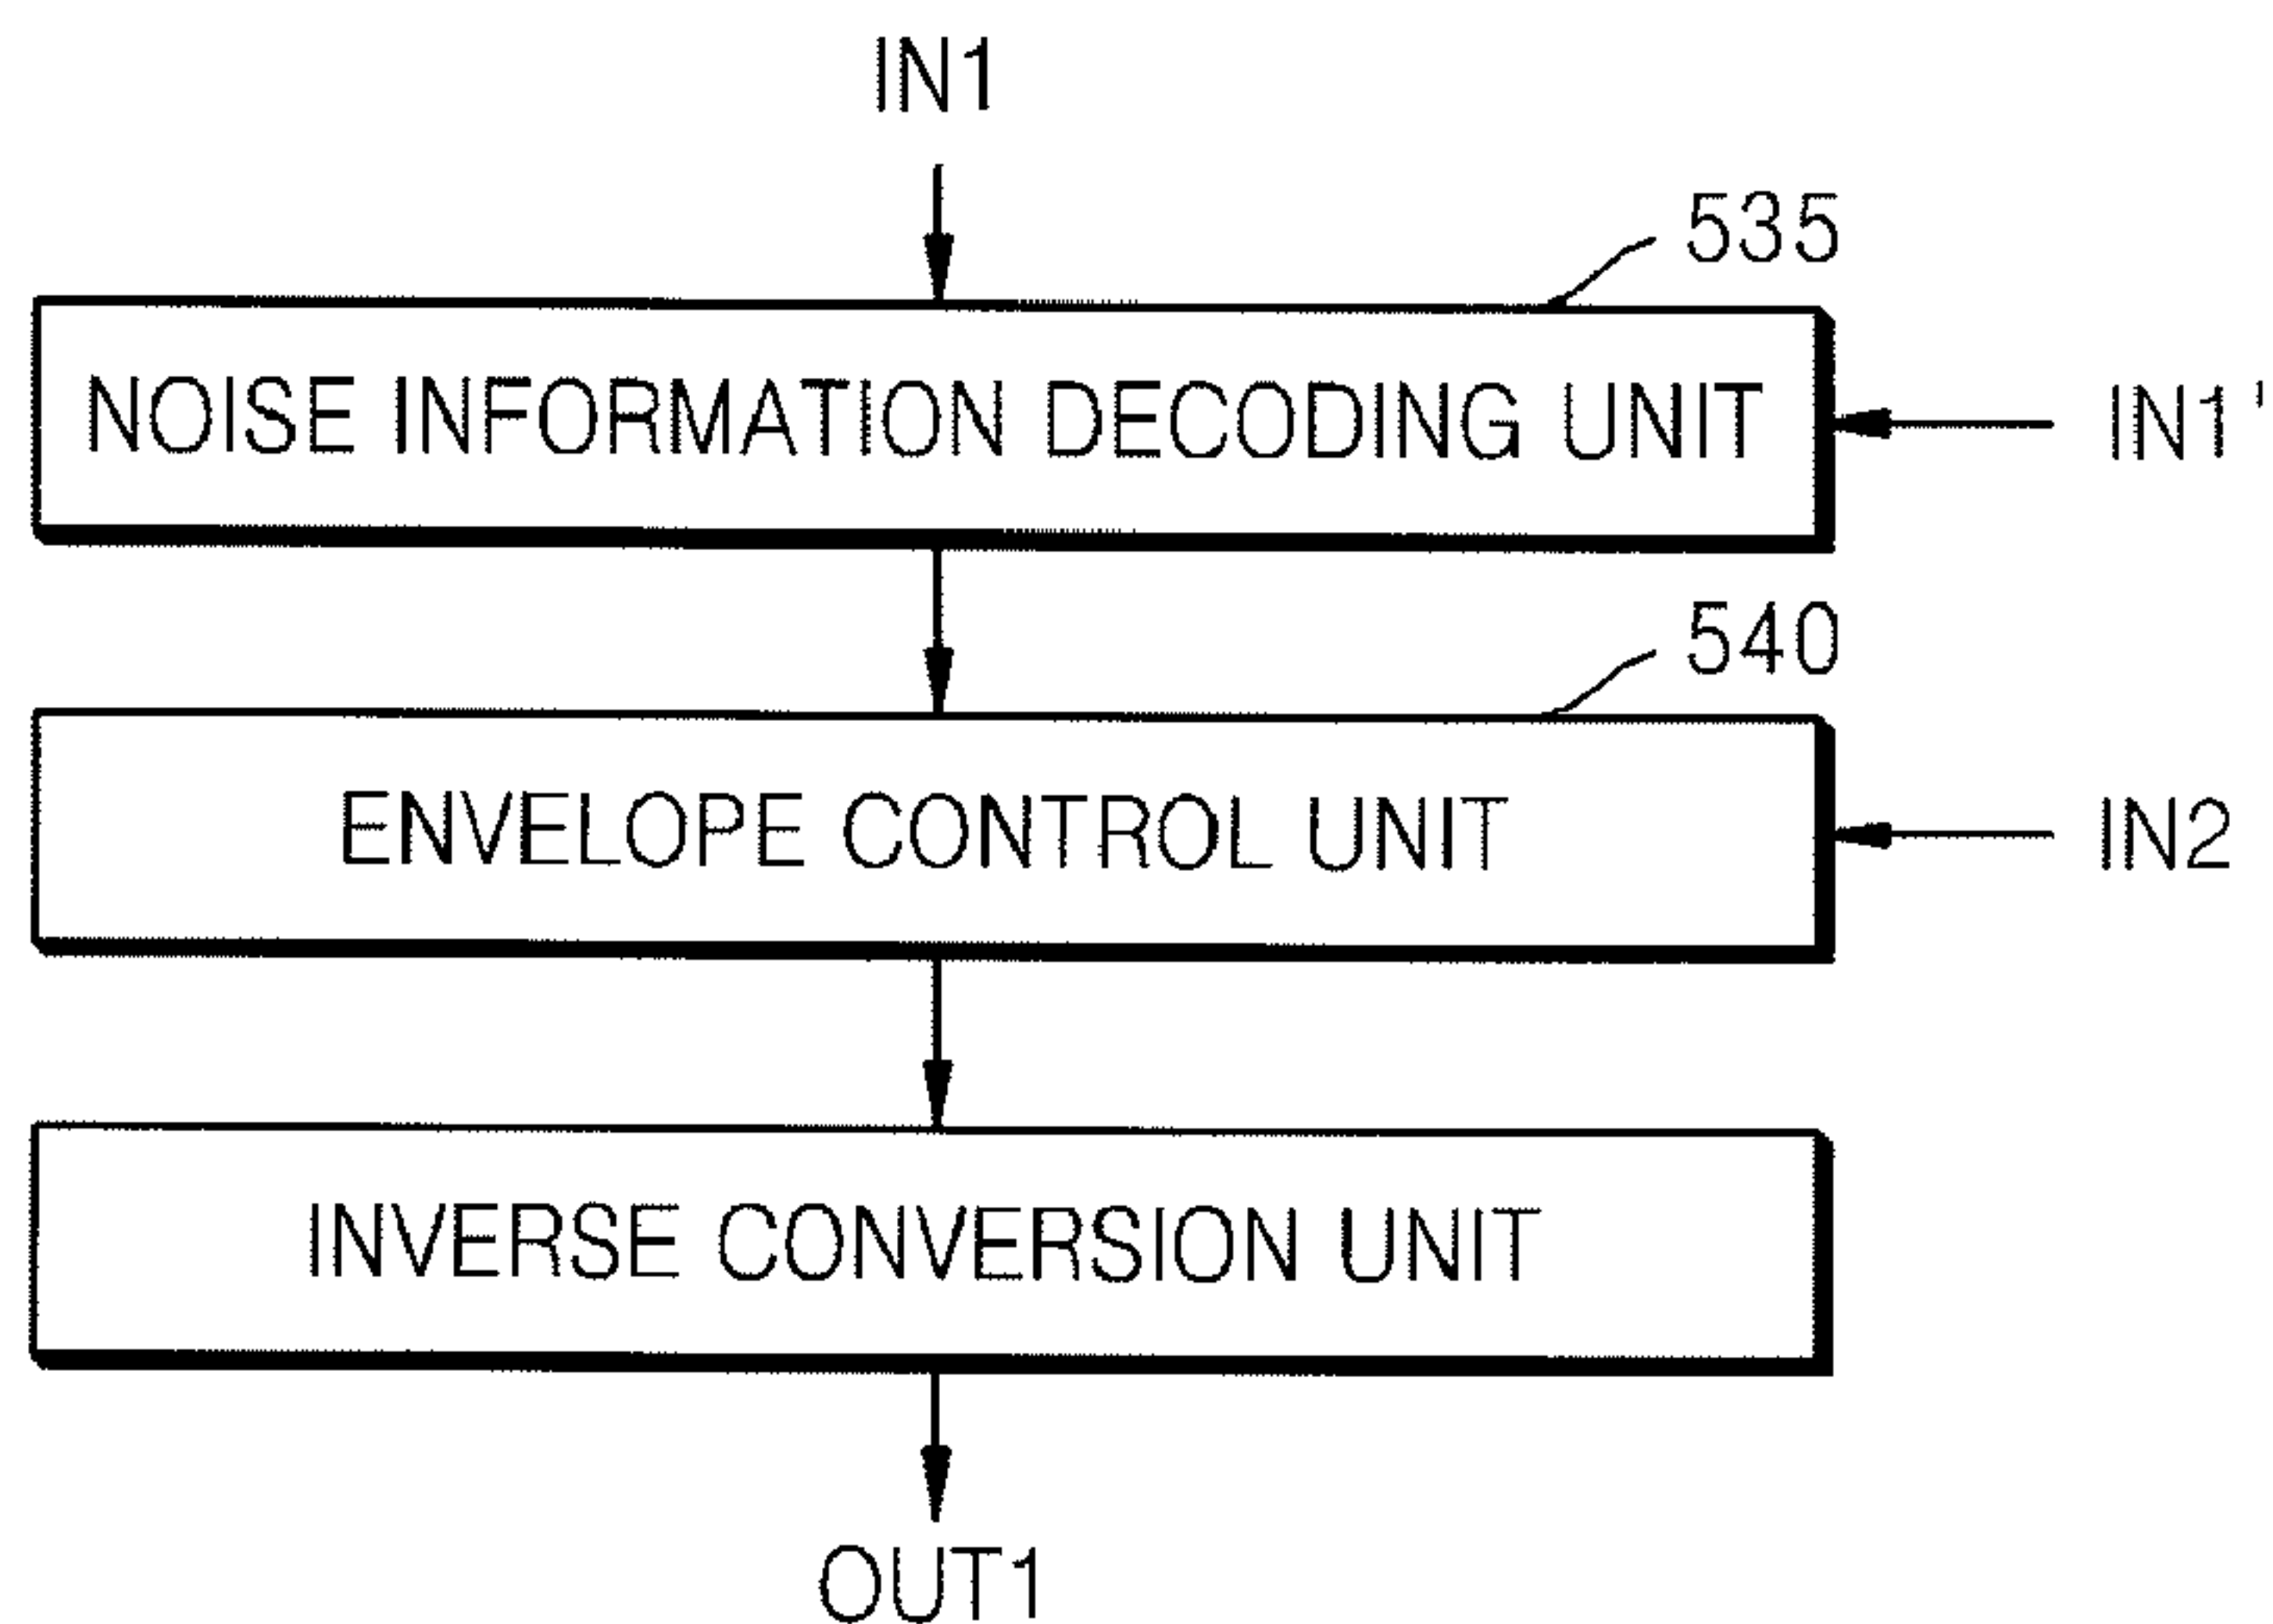 IN1
535
NOISE INFORMATION DECODING UNIT
IN1'
540
ENVELOPE CONTROL UNIT
IN2
INVERSE CONVERSION UNIT
OUT1